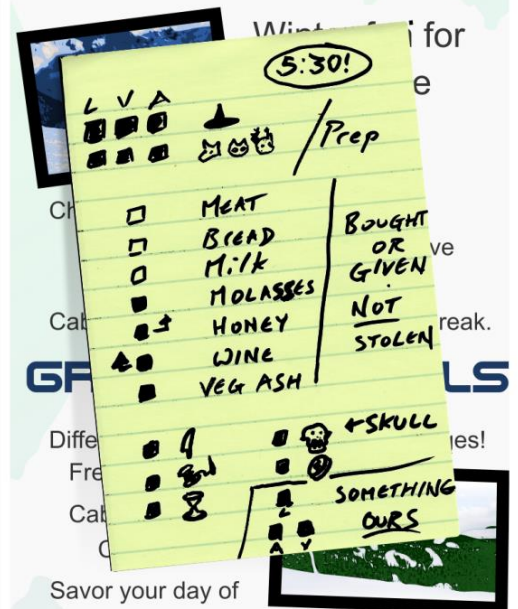 for
e
5:30!
L V A
Prep
Ch
MEAT
BREAD
Milk
MOLASSES
HONEY
WINE
VEG ASH
BOUGHT
OR
GIVEN
NOT
STOLEN
ve
Cab
reak.
LS
Diffe
ges!
Fre
Cab
←SKULL
SOMETHING
OURS
L
A V
Savor your day of